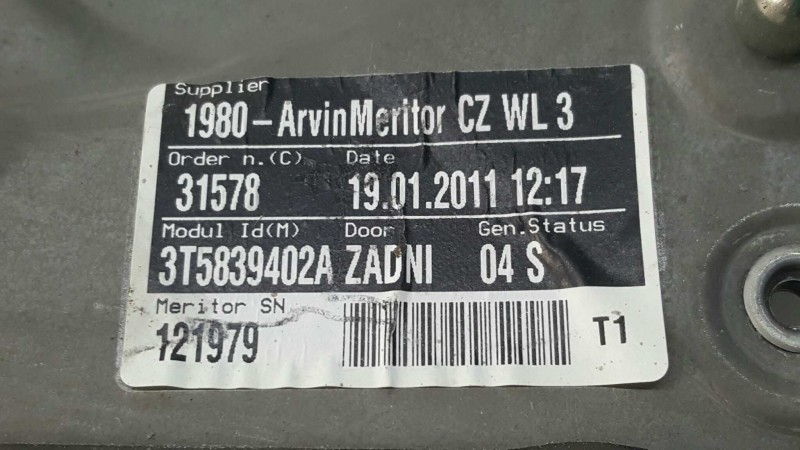 Supplier
1980-ArvinMeritor CZ WL 3
Order n.(C) Date
31578 19.01.2011 12:17
Modul Id(M) Door Gen.Status
3T5839402A ZADNI 04 S
Meritor SN
121979 T1